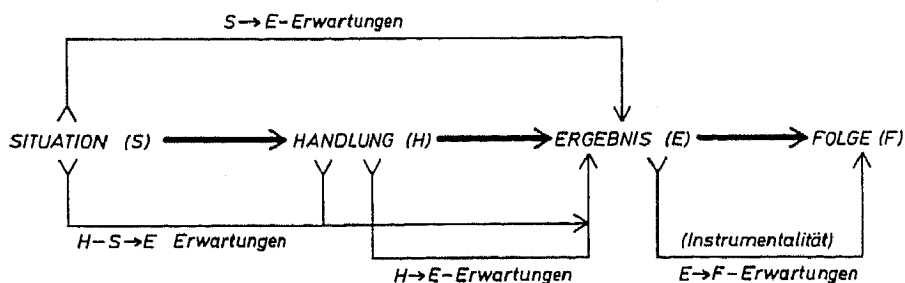 S→E-Erwartungen
SITUATION (S) HANDLUNG (H) ERGEBNIS (E) FOLGE (F)
H-S→E Erwartungen
(Instrumentalität)
H→E-Erwartungen
E→F-Erwartungen